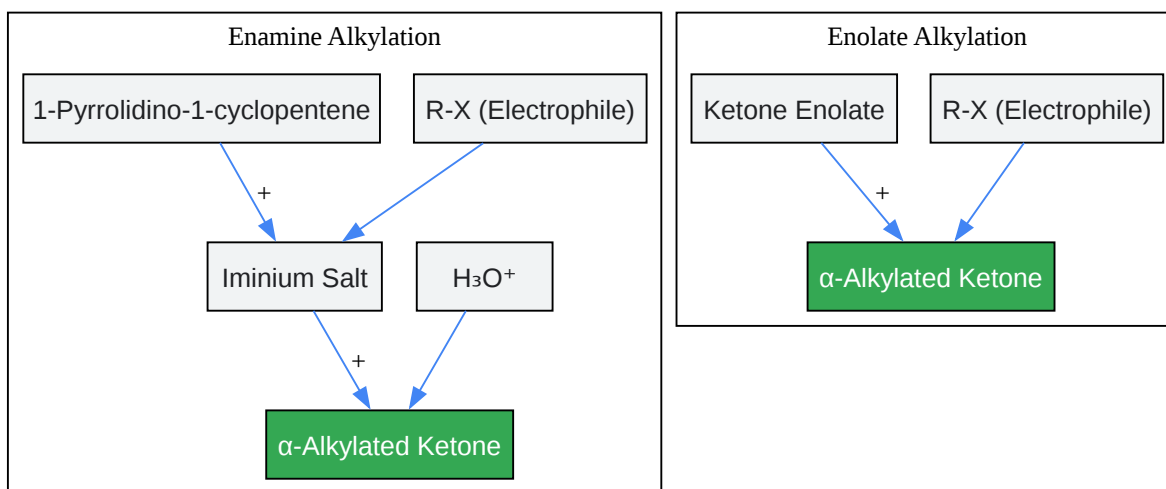 Enamine Alkylation
1-Pyrrolidino-1-cyclopentene
R-X (Electrophile)
+
Iminium Salt
H₃O⁺
+
α-Alkylated Ketone
Enolate Alkylation
Ketone Enolate
R-X (Electrophile)
+
α-Alkylated Ketone